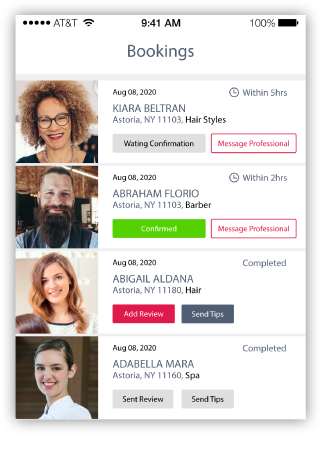 AT&T 9:41 AM 100%
Bookings
Aug 08, 2020 Within 5hrs
KIARA BELTRAN
Astoria, NY 11103, Hair Styles
Wating Confirmation Message Professional
Aug 08, 2020 Within 2hrs
ABRAHAM FLORIO
Astoria, NY 11103, Barber
Confirmed Message Professional
Aug 08, 2020 Completed
ABIGAIL ALDANA
Astoria, NY 11180, Hair
Add Review Send Tips
Aug 08, 2020 Completed
ADABELLA MARA
Astoria, NY 11160, Spa
Sent Review Send Tips